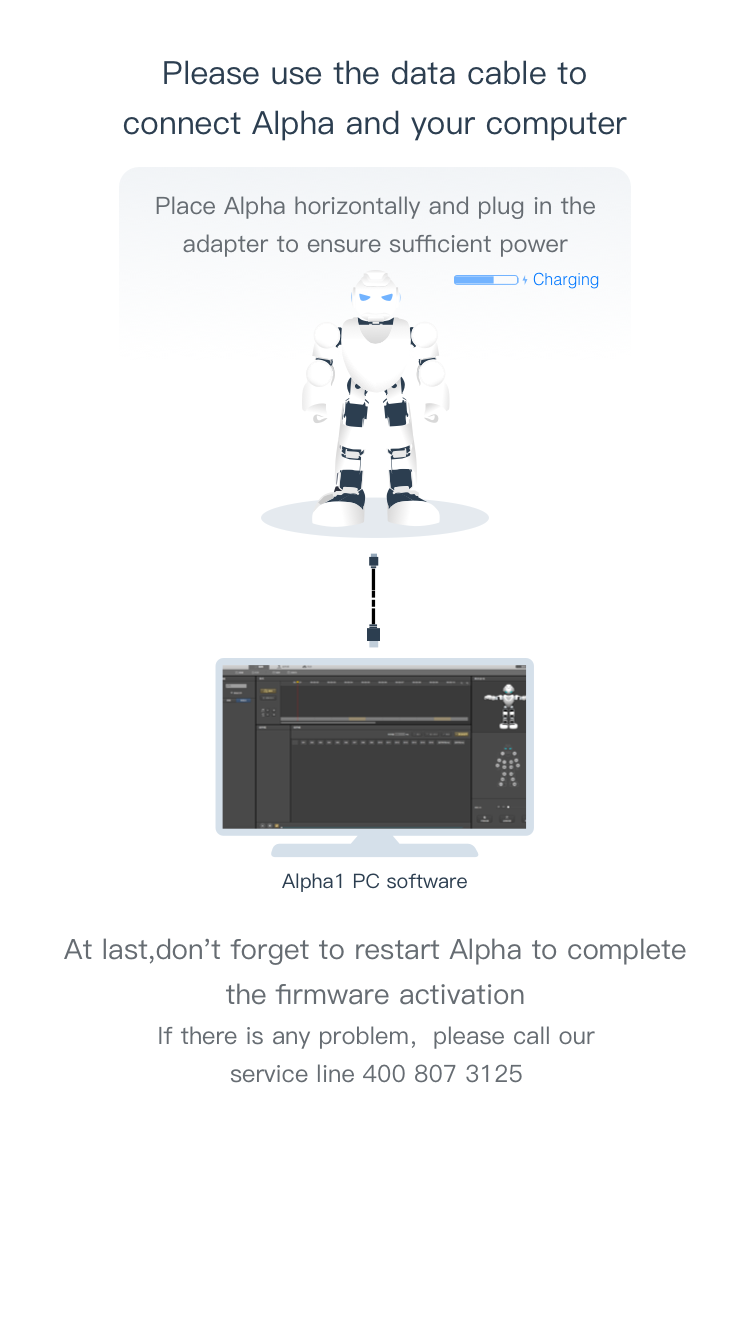 Please use the data cable to
connect Alpha and your computer
Place Alpha horizontally and plug in the
adapter to ensure sufficient power
Charging
Alpha1 PC software
At last,don't forget to restart Alpha to complete
the firmware activation
If there is any problem，please call our
service line 400 807 3125